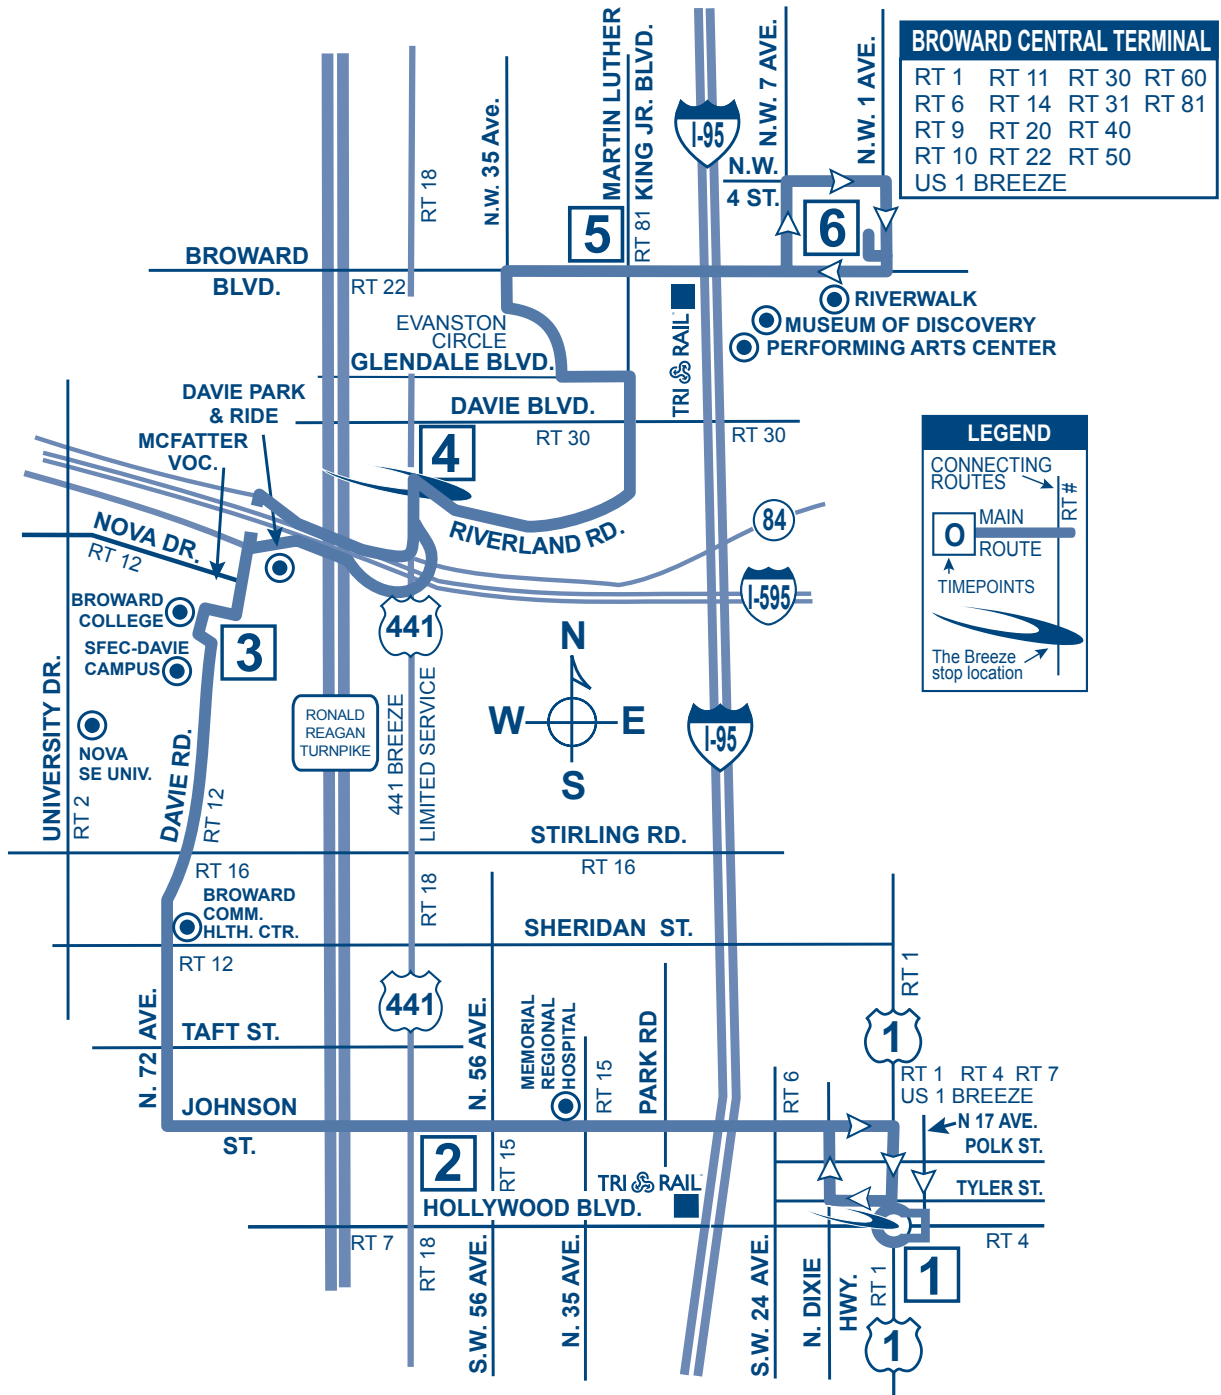 BROWARD CENTRAL TERMINAL
RT 1 RT 11 RT 30 RT 60
RT 6 RT 14 RT 31 RT 81
RT 9 RT 20 RT 40
RT 10 RT 22 RT 50
US 1 BREEZE
RT 18
N.W. 35 Ave.
MARTIN LUTHER
KING JR. BLVD.
RT 81
I-95
N.W. 7 AVE.
N.W. 1 AVE.
N.W.
4 ST.
5
6
BROWARD
BLVD.
RT 22
RIVERWALK
MUSEUM OF DISCOVERY
PERFORMING ARTS CENTER
TRI RAIL
EVANSTON
CIRCLE
GLENDALE BLVD.
DAVIE PARK
& RIDE
DAVIE BLVD.
RT 30
RT 30
MCFATTER
VOC.
4
LEGEND
CONNECTING
ROUTES
RT #
O
MAIN
ROUTE
TIMEPOINTS
The Breeze
stop location
NOVA DR.
RT 12
RIVERLAND RD.
84
I-595
BROWARD
COLLEGE
SFEC-DAVIE
CAMPUS
3
441
N
W
E
S
UNIVERSITY DR.
RT 2
NOVA
SE UNIV.
DAVIE RD.
RT 12
RONALD
REAGAN
TURNPIKE
441 BREEZE
LIMITED SERVICE
I-95
STIRLING RD.
RT 16
RT 16
BROWARD
COMM.
HLTH. CTR.
RT 18
SHERIDAN ST.
RT 12
RT 1
441
N. 72 AVE.
TAFT ST.
N. 56 AVE.
MEMORIAL
REGIONAL
HOSPITAL
RT 15
PARK RD
RT 6
1
RT 1 RT 4 RT 7
US 1 BREEZE
N 17 AVE.
POLK ST.
JOHNSON
ST.
2
RT 15
TRI RAIL
TYLER ST.
HOLLYWOOD BLVD.
RT 7
RT 18
RT 4
S.W. 56 AVE.
N. 35 AVE.
S.W. 24 AVE.
N. DIXIE
HWY.
RT 1
1
1